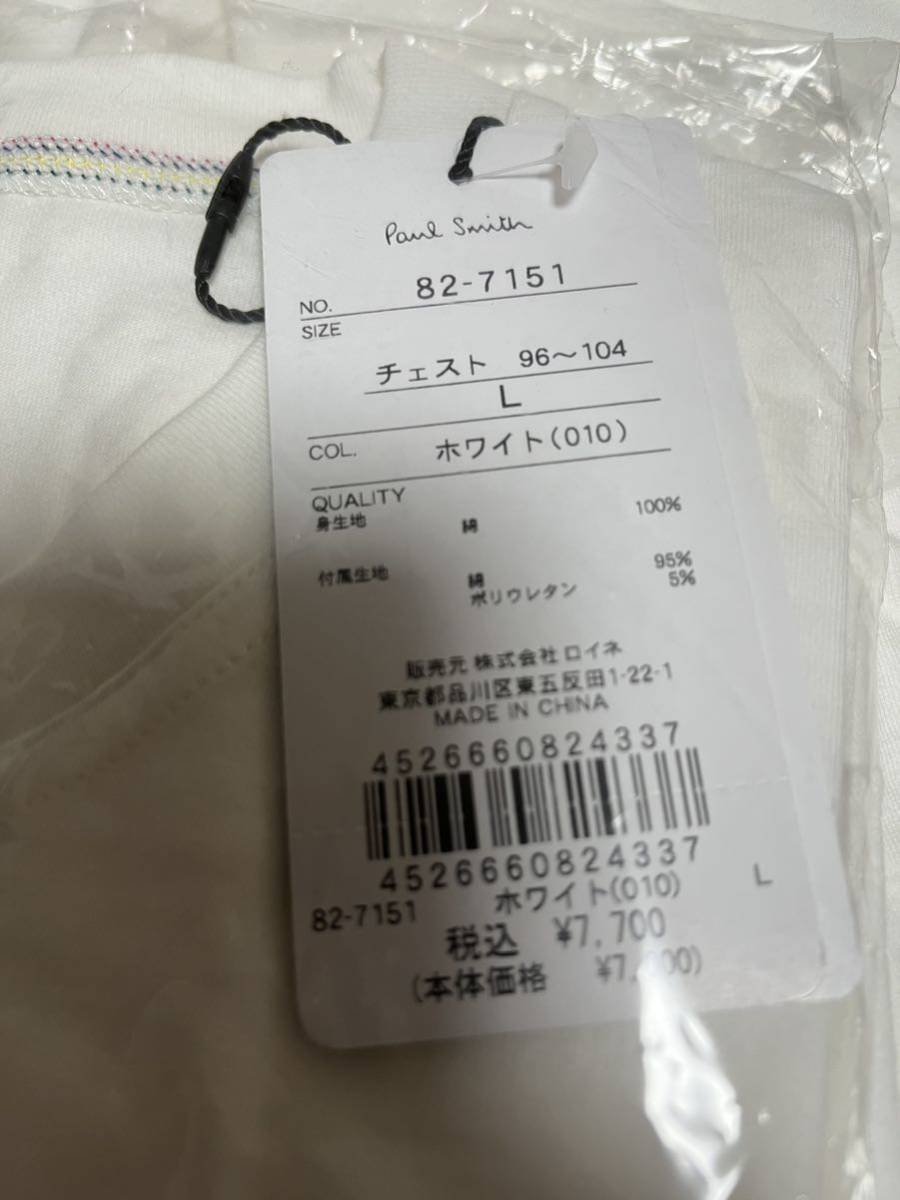 Paul Smith
NO. 82-7151
SIZE
チェスト 96〜104
L
COL. ホワイト(010)
QUALITY
身生地 綿 100%
付属生地 綿 95%
ポリウレタン 5%
販売元 株式会社 ロイネ
東京都品川区東五反田1-22-1
MADE IN CHINA
4526660824337
4526660824337
82-7151 ホワイト(010) L
税込 ¥7,700
(本体価格